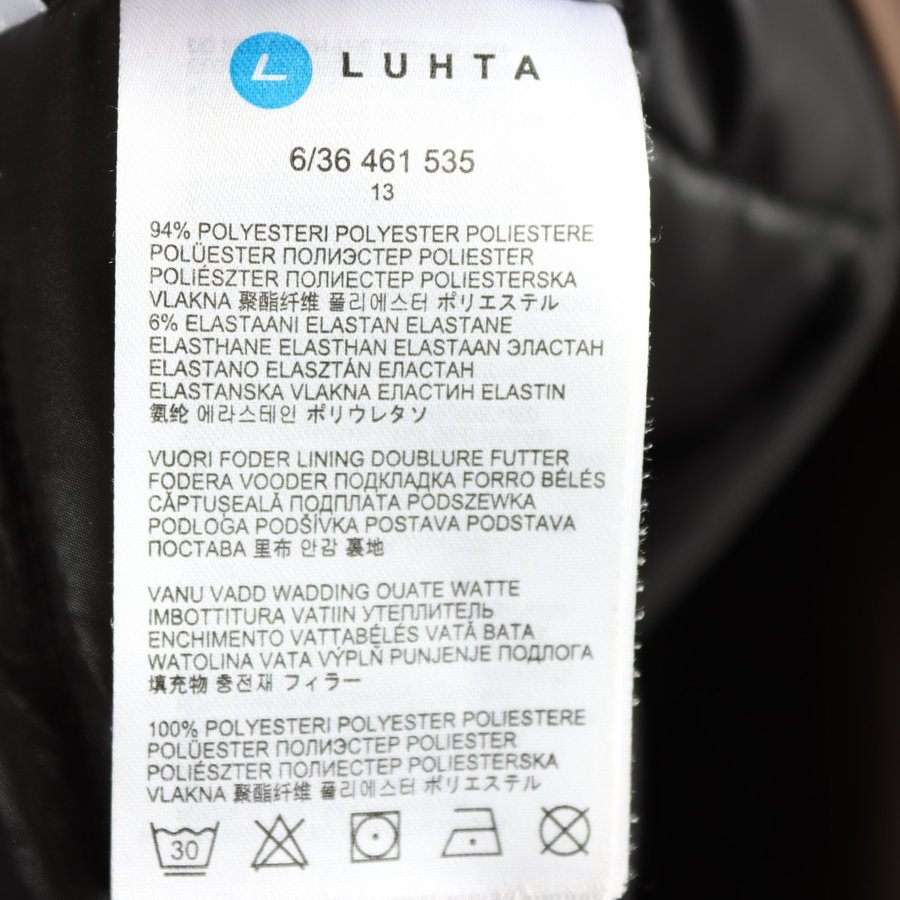 L LUHTA
6/36 461 535
13
94% POLYESTERI POLYESTER POLIESTERE
POLÜESTER ПОЛИЭСТЕР POLIESTER
POLIÉSZTER ПОЛИЕСТЕР POLIESTERSKA
VLAKNA 聚酯纤维 폴리에스터 ポリエステル
6% ELASTAANI ELASTAN ELASTANE
ELASTHANE ELASTHAN ELASTAAN ЭЛАСТАН
ELASTANO ELASZTÁN ЕЛАСТАН
ELASTANSKA VLAKNA ЕЛАСТИН ELASTIN
氨纶 에라스테인 ポリウレタソ
VUORI FODER LINING DOUBLURE FUTTER
FODERA VOODER ПОДКЛАДКА FORRO BÉLÉS
CĂPTUŞEALĂ ПОДПЛАТА PODSZEWKA
PODLOGA PODŠÍVKA POSTAVA PODSTAVA
ПОСТАВА 里布 안감 裏地
VANU VADD WADDING OUATE WATTE
IMBOTTITURA VATIIN УТЕПЛИТЕЛЬ
ENCHIMENTO VATTABÉLÉS VATĂ ВАТА
WATOLINA VATA VÝPLŇ PUNJENJE ПОДЛОГА
填充物 충전재 フィラー
100% POLYESTERI POLYESTER POLIESTERE
POLÜESTER ПОЛИЭСТЕР POLIESTER
POLIÉSZTER ПОЛИЕСТЕР POLIESTERSKA
VLAKNA 聚酯纤维 폴리에스터 ポリエステル
30